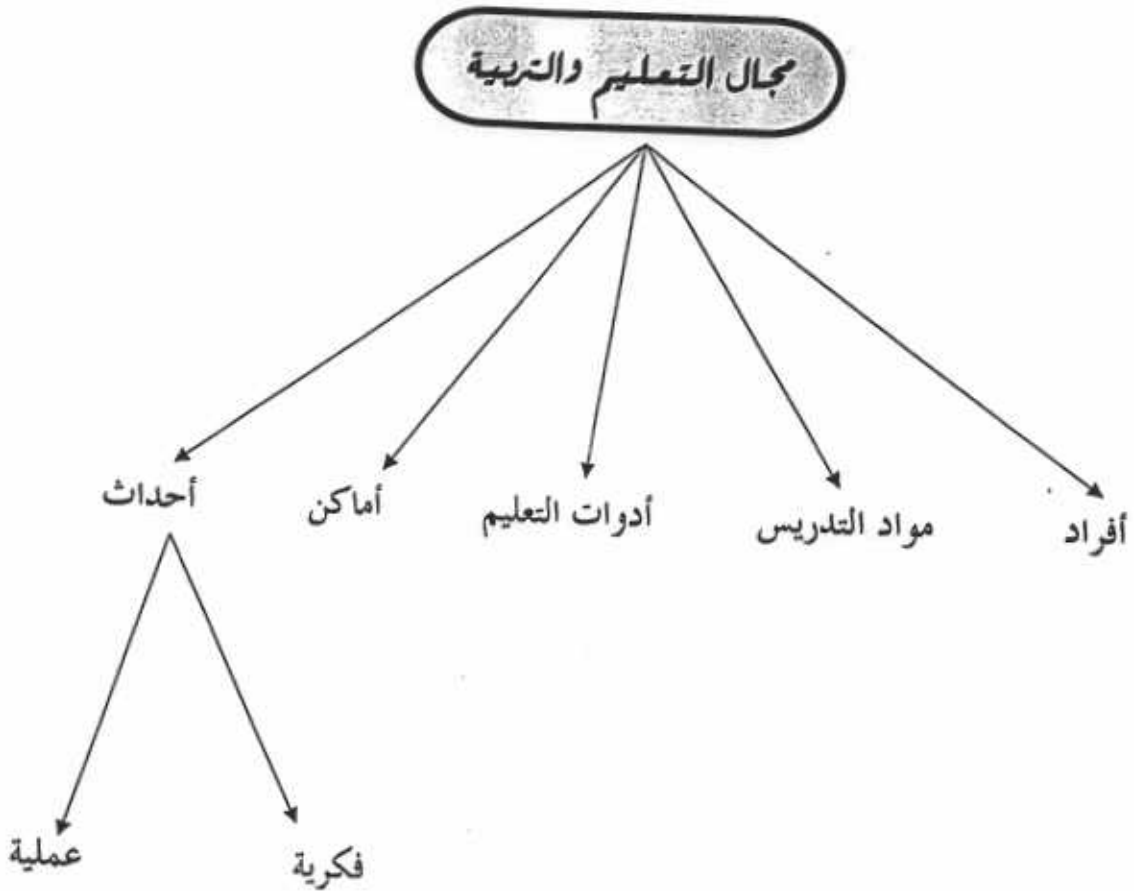 مجال التعليم والتربية
أفراد
مواد التدريس
أدوات التعليم
أماكن
أحداث
فكرية
عملية